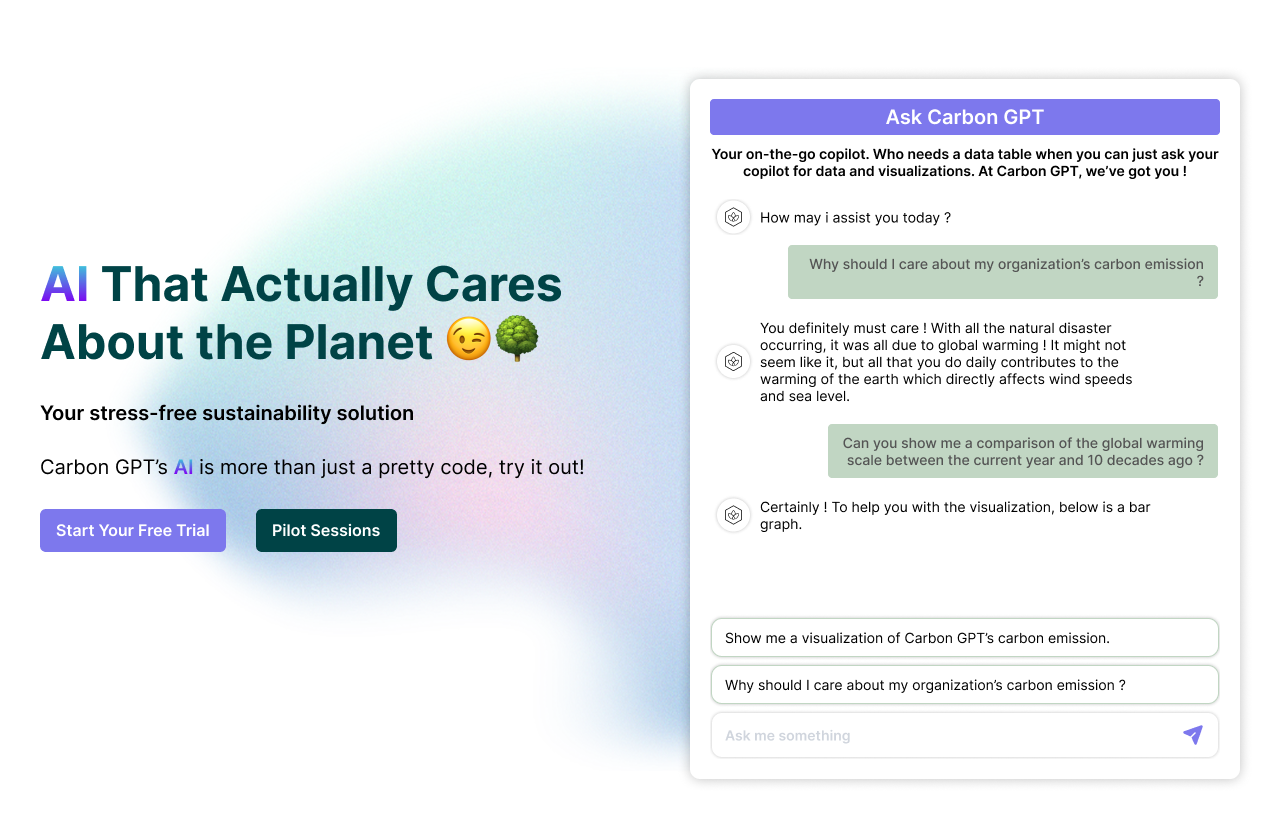 AI That Actually Cares
About the Planet 😉🌳
Your stress-free sustainability solution
Carbon GPT’s AI is more than just a pretty code, try it out!
Start Your Free Trial
Pilot Sessions
Ask Carbon GPT
Your on-the-go copilot. Who needs a data table when you can just ask your
copilot for data and visualizations. At Carbon GPT, we’ve got you !
How may i assist you today ?
Why should I care about my organization’s carbon emission
?
You definitely must care ! With all the natural disaster
occurring, it was all due to global warming ! It might not
seem like it, but all that you do daily contributes to the
warming of the earth which directly affects wind speeds
and sea level.
Can you show me a comparison of the global warming
scale between the current year and 10 decades ago ?
Certainly ! To help you with the visualization, below is a bar
graph.
Show me a visualization of Carbon GPT’s carbon emission.
Why should I care about my organization’s carbon emission ?
Ask me something